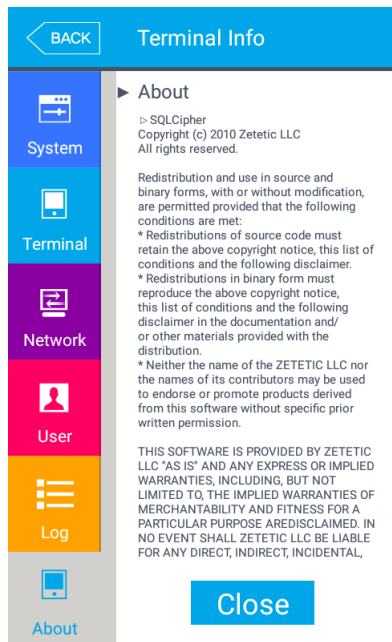 BACK
Terminal Info
System
Terminal
Network
User
Log
About
► About
▷ SQLCipher
Copyright (c) 2010 Zetetic LLC
All rights reserved.
Redistribution and use in source and
binary forms, with or without modification,
are permitted provided that the following
conditions are met:
* Redistributions of source code must
retain the above copyright notice, this list of
conditions and the following disclaimer.
* Redistributions in binary form must
reproduce the above copyright notice,
this list of conditions and the following
disclaimer in the documentation and/
or other materials provided with the
distribution.
* Neither the name of the ZETETIC LLC nor
the names of its contributors may be used
to endorse or promote products derived
from this software without specific prior
written permission.
THIS SOFTWARE IS PROVIDED BY ZETETIC
LLC "AS IS" AND ANY EXPRESS OR IMPLIED
WARRANTIES, INCLUDING, BUT NOT
LIMITED TO, THE IMPLIED WARRANTIES OF
MERCHANTABILITY AND FITNESS FOR A
PARTICULAR PURPOSE AREDISCLAIMED. IN
NO EVENT SHALL ZETETIC LLC BE LIABLE
FOR ANY DIRECT, INDIRECT, INCIDENTAL,
Close